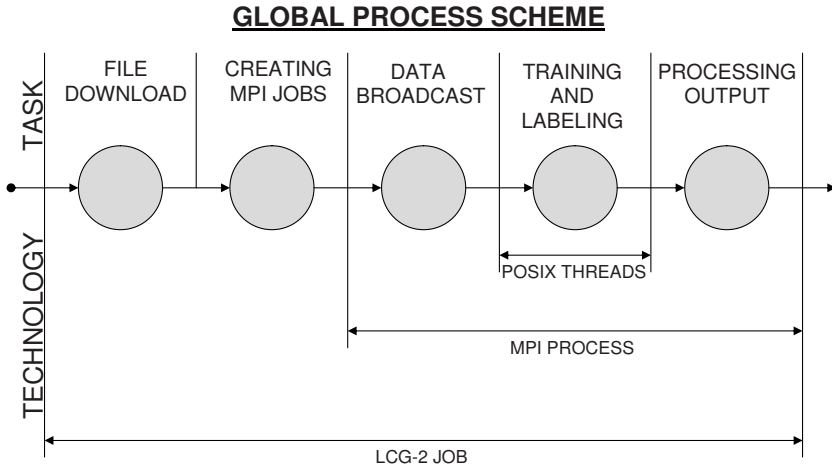 GLOBAL PROCESS SCHEME
TASK
FILE
DOWNLOAD
CREATING
MPI JOBS
DATA
BROADCAST
TRAINING
AND
LABELING
PROCESSING
OUTPUT
TECHNOLOGY
POSIX THREADS
MPI PROCESS
LCG-2 JOB